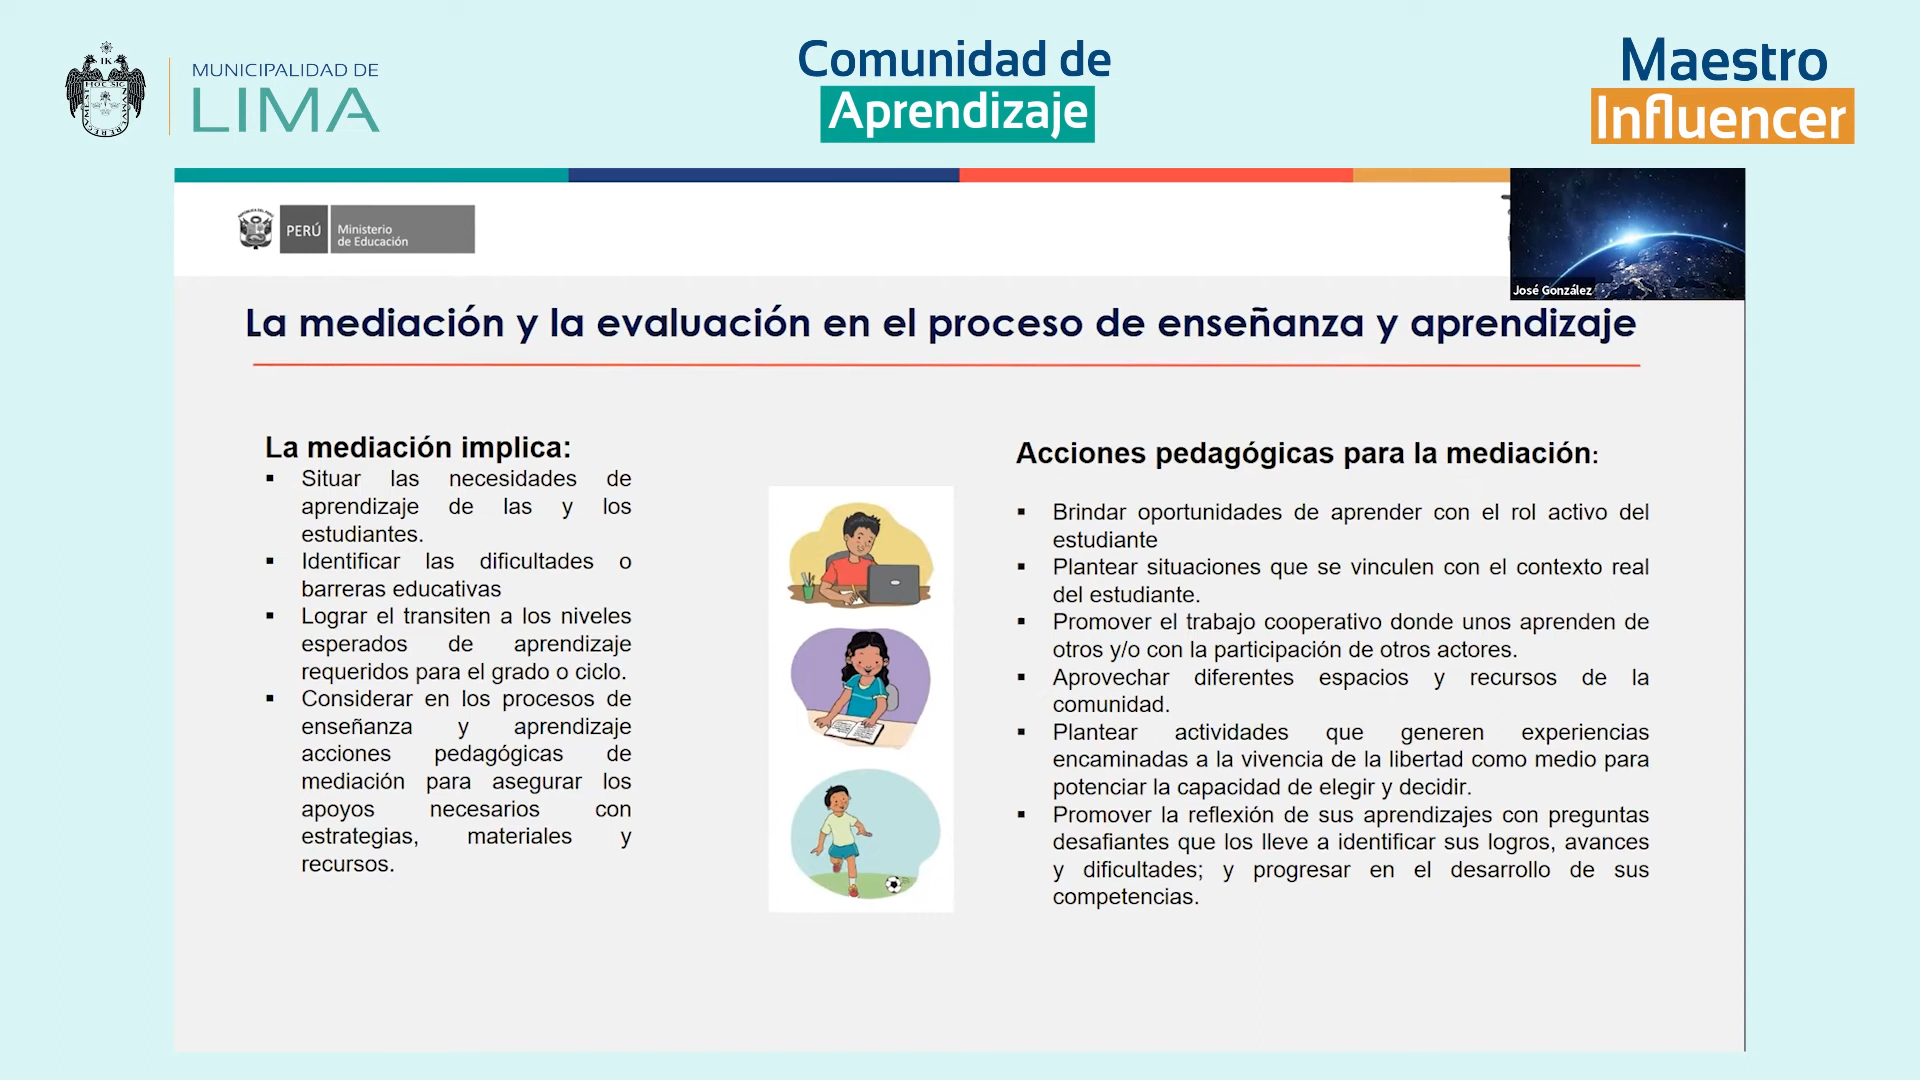 MUNICIPALIDAD DE
LIMA
Comunidad de
Aprendizaje
Maestro
Influencer
PERÚ
Ministerio
de Educación
José González
La mediación y la evaluación en el proceso de enseñanza y aprendizaje
La mediación implica:
▪ Situar las necesidades de
aprendizaje de las y los
estudiantes.
▪ Identificar las dificultades o
barreras educativas
▪ Lograr el transiten a los niveles
esperados de aprendizaje
requeridos para el grado o ciclo.
▪ Considerar en los procesos de
enseñanza y aprendizaje
acciones pedagógicas de
mediación para asegurar los
apoyos necesarios con
estrategias, materiales y
recursos.
Acciones pedagógicas para la mediación:
▪ Brindar oportunidades de aprender con el rol activo del
estudiante
▪ Plantear situaciones que se vinculen con el contexto real
del estudiante.
▪ Promover el trabajo cooperativo donde unos aprenden de
otros y/o con la participación de otros actores.
▪ Aprovechar diferentes espacios y recursos de la
comunidad.
▪ Plantear actividades que generen experiencias
encaminadas a la vivencia de la libertad como medio para
potenciar la capacidad de elegir y decidir.
▪ Promover la reflexión de sus aprendizajes con preguntas
desafiantes que los lleve a identificar sus logros, avances
y dificultades; y progresar en el desarrollo de sus
competencias.